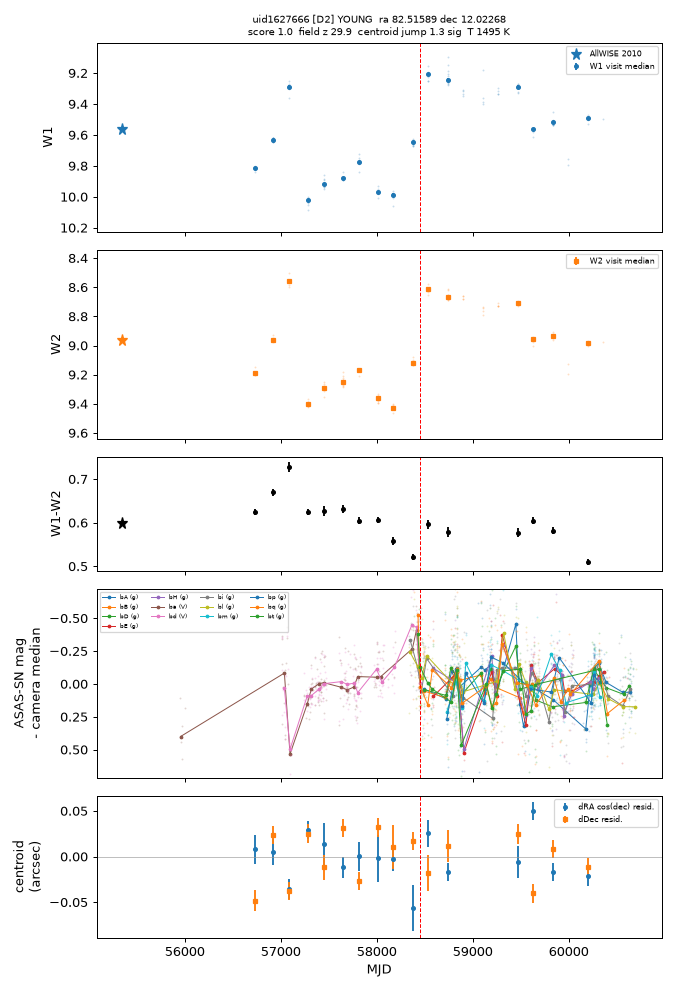 uid1627666 [D2] YOUNG ra 82.51589 dec 12.02268
score 1.0 field z 29.9 centroid jump 1.3 sig T 1495 K
W1
9.2
9.4
9.6
9.8
10.0
10.2
AllWISE 2010
W1 visit median
W2
8.4
8.6
8.8
9.0
9.2
9.4
9.6
W2 visit median
W1-W2
0.7
0.6
0.5
ASAS-SN mag
- camera median
−0.50
−0.25
0.00
0.25
0.50
bA (g)
bB (g)
bD (g)
bE (g)
bH (g)
ba (V)
bd (V)
bi (g)
bl (g)
bm (g)
bp (g)
bq (g)
bt (g)
centroid
(arcsec)
0.05
0.00
−0.05
dRA cos(dec) resid.
dDec resid.
56000
57000
58000
59000
60000
MJD